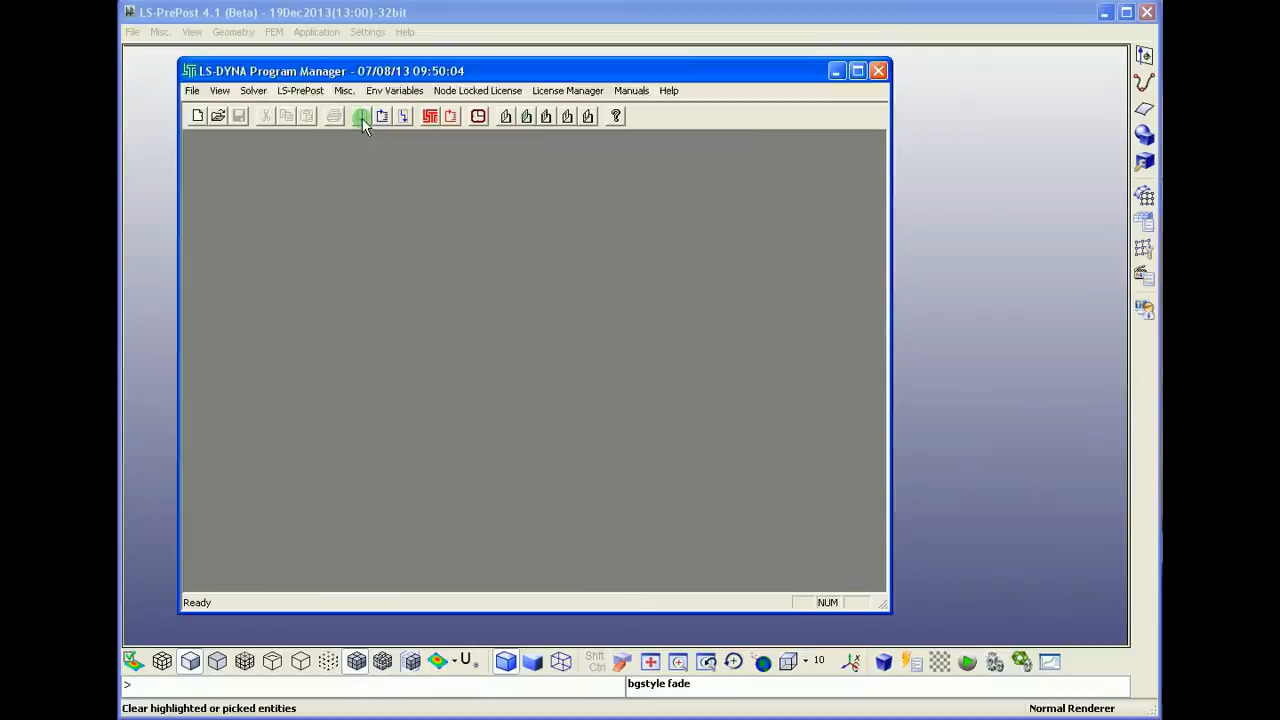 LS-PrePost 4.1 (Beta) - 19Dec2013(13:00)-32bit
File Misc. View Geometry FEM Application Settings Help
LS-DYNA Program Manager - 07/08/13 09:50:04
File View Solver LS-PrePost Misc. Env Variables Node Locked License License Manager Manuals Help
Ready NUM
U. Shft 10
Ctrl
> bgstyle fade
Clear highlighted or picked entities Normal Renderer